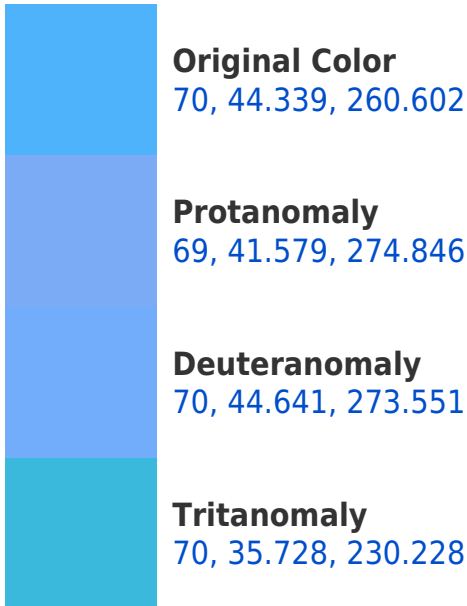 Original Color
70, 44.339, 260.602
Protanomaly
69, 41.579, 274.846
Deuteranomaly
70, 44.641, 273.551
Tritanomaly
70, 35.728, 230.228